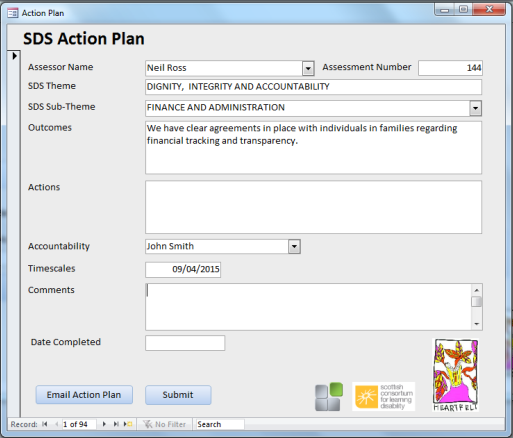 Action Plan
SDS Action Plan
Assessor Name
Neil Ross
Assessment Number
144
SDS Theme
DIGNITY, INTEGRITY AND ACCOUNTABILITY
SDS Sub-Theme
FINANCE AND ADMINISTRATION
Outcomes
We have clear agreements in place with individuals in families regarding
financial tracking and transparency.
Actions
Accountability
John Smith
Timescales
09/04/2015
Comments
Date Completed
Email Action Plan
Submit
scottish
consortium
for learning
disability
HEARTFELT
Record: 1 of 94 No Filter Search